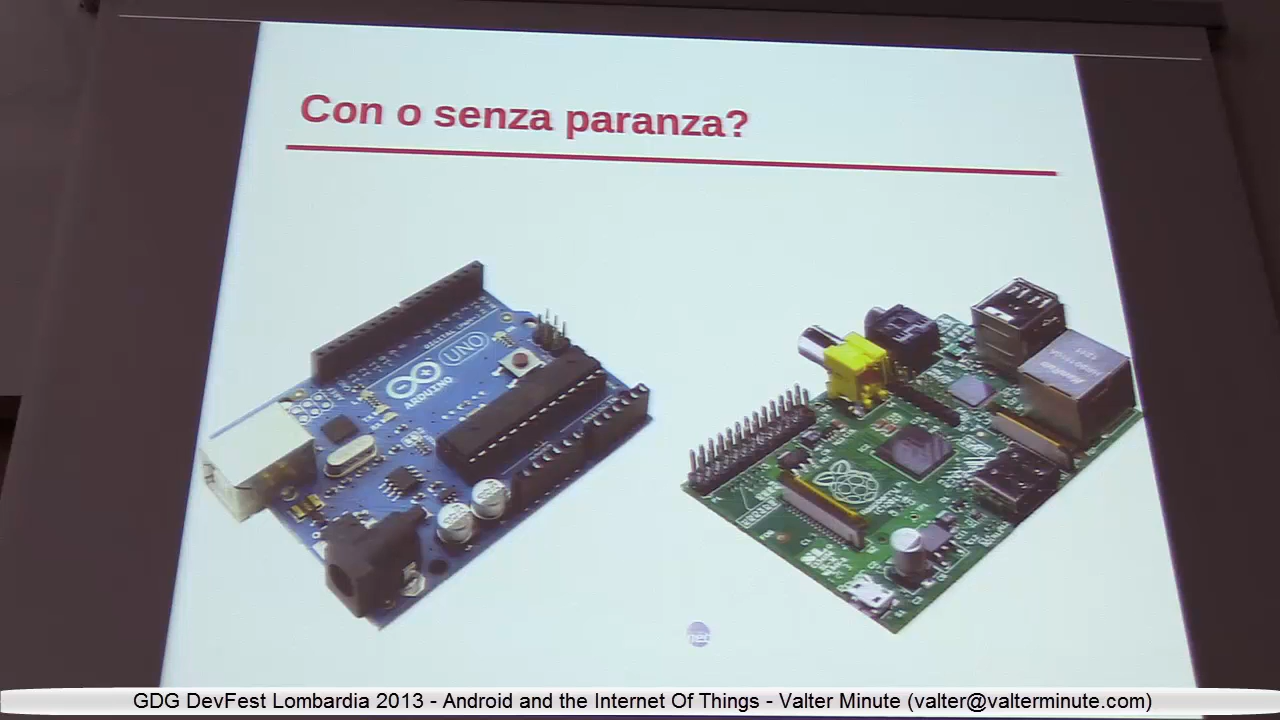 Con o senza paranza?
DIGITAL
UNO
ARDUINO
GDG DevFest Lombardia 2013 - Android and the Internet Of Things - Valter Minute (valter@valterminute.com)